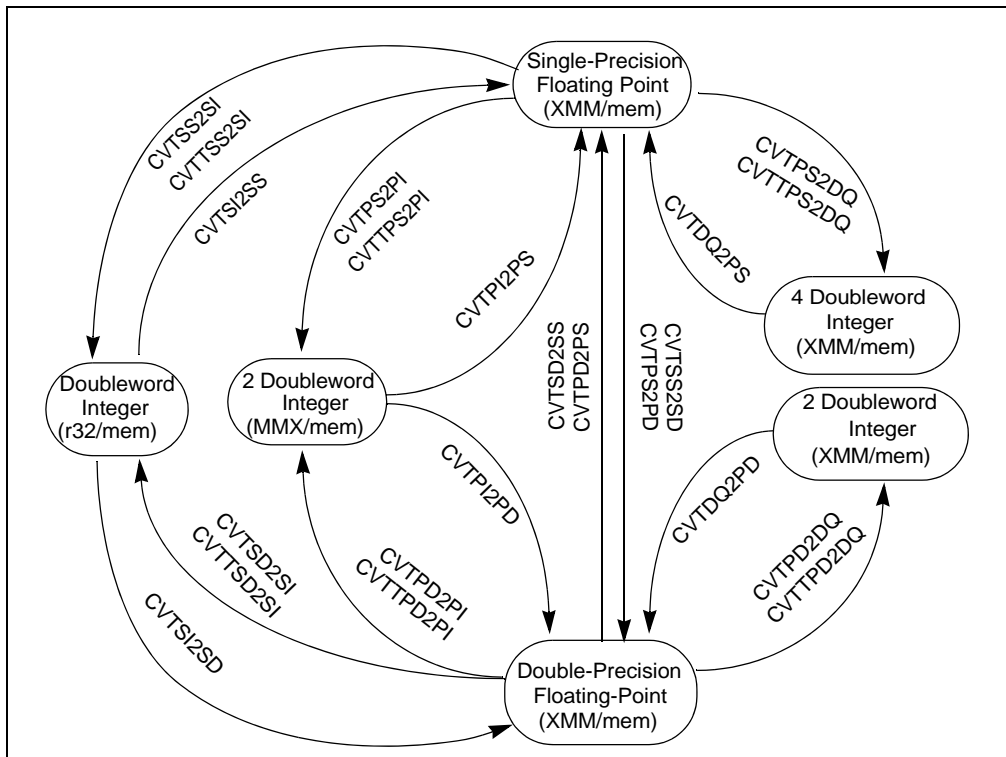 Single-Precision
Floating Point
(XMM/mem)
CVTSS2SI
CVTTSS2SI
CVTSI2SS
CVTPS2PI
CVTTPS2PI
CVTPI2PS
CVTPS2DQ
CVTTPS2DQ
CVTDQ2PS
4 Doubleword
Integer
(XMM/mem)
Doubleword
Integer
(r32/mem)
2 Doubleword
Integer
(MMX/mem)
CVTSD2SS
CVTPD2PS
CVTSS2SD
CVTPS2PD
2 Doubleword
Integer
(XMM/mem)
CVTPI2PD
CVTDQ2PD
CVTSD2SI
CVTTSD2SI
CVTPD2PI
CVTTPD2PI
CVTPD2DQ
CVTTPD2DQ
CVTSI2SD
Double-Precision
Floating-Point
(XMM/mem)